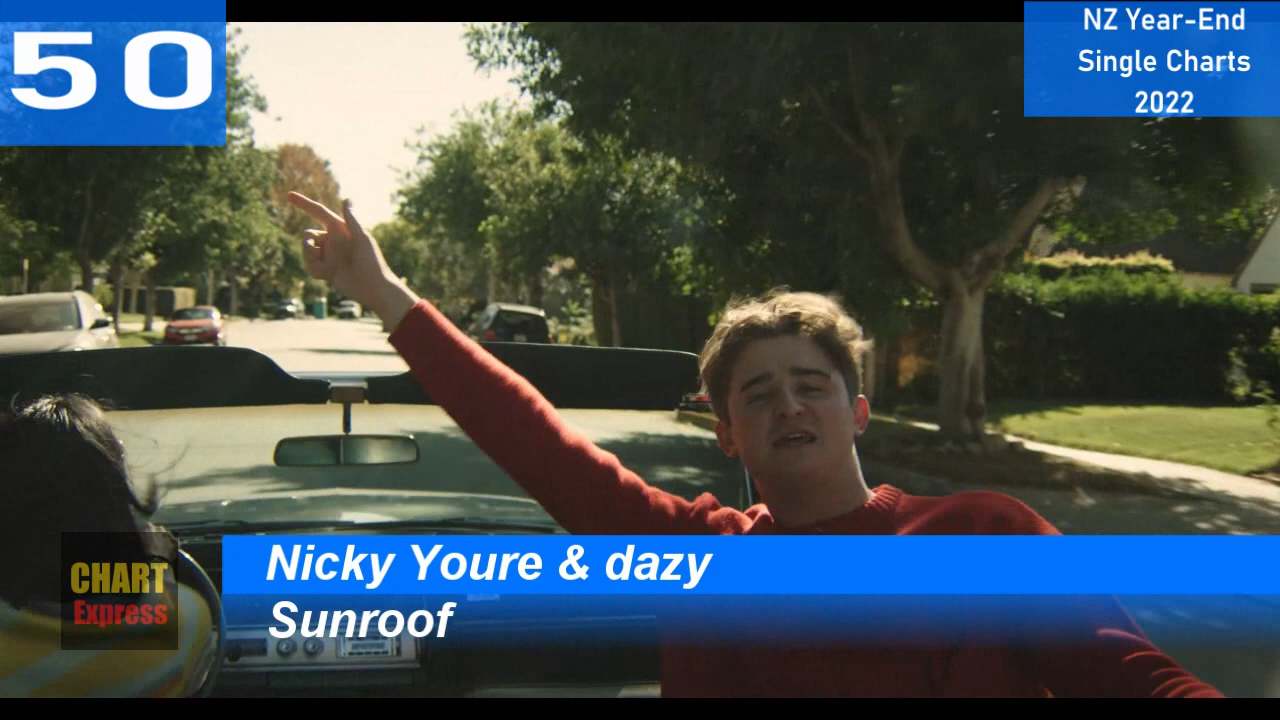 50
NZ Year-End
Single Charts
2022
Nicky Youre & dazy
Sunroof
CHART
Express